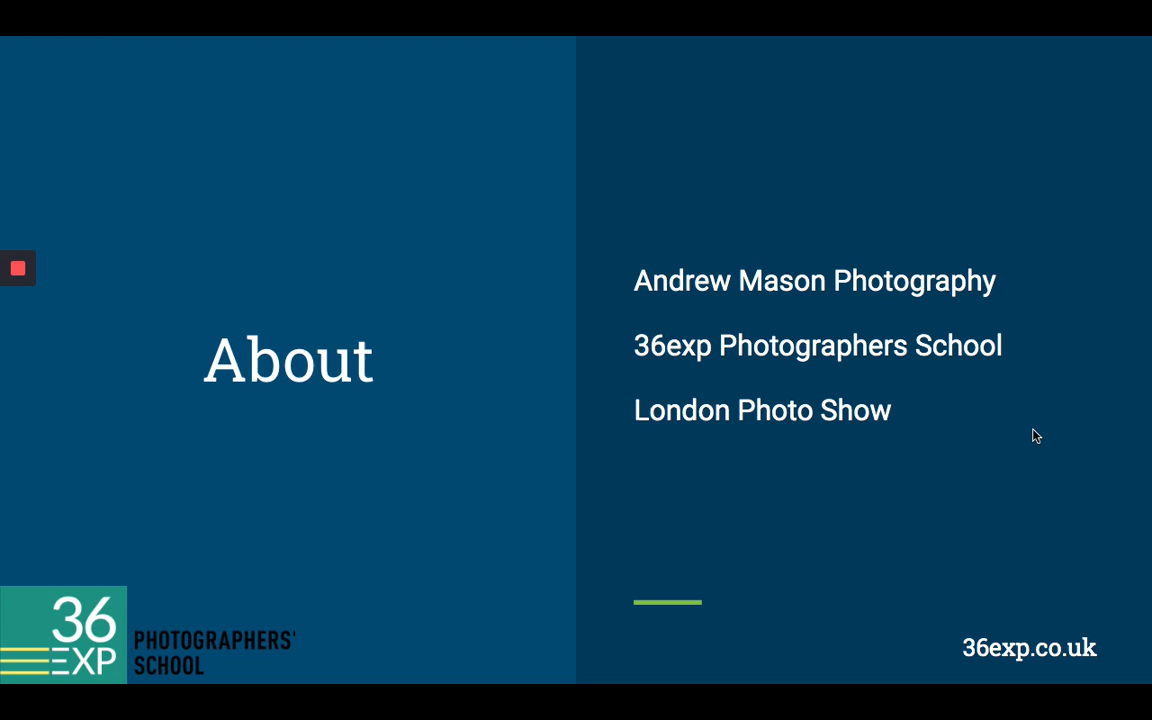 About
Andrew Mason Photography
36exp Photographers School
London Photo Show
36
EXP
PHOTOGRAPHERS'
SCHOOL
36exp.co.uk